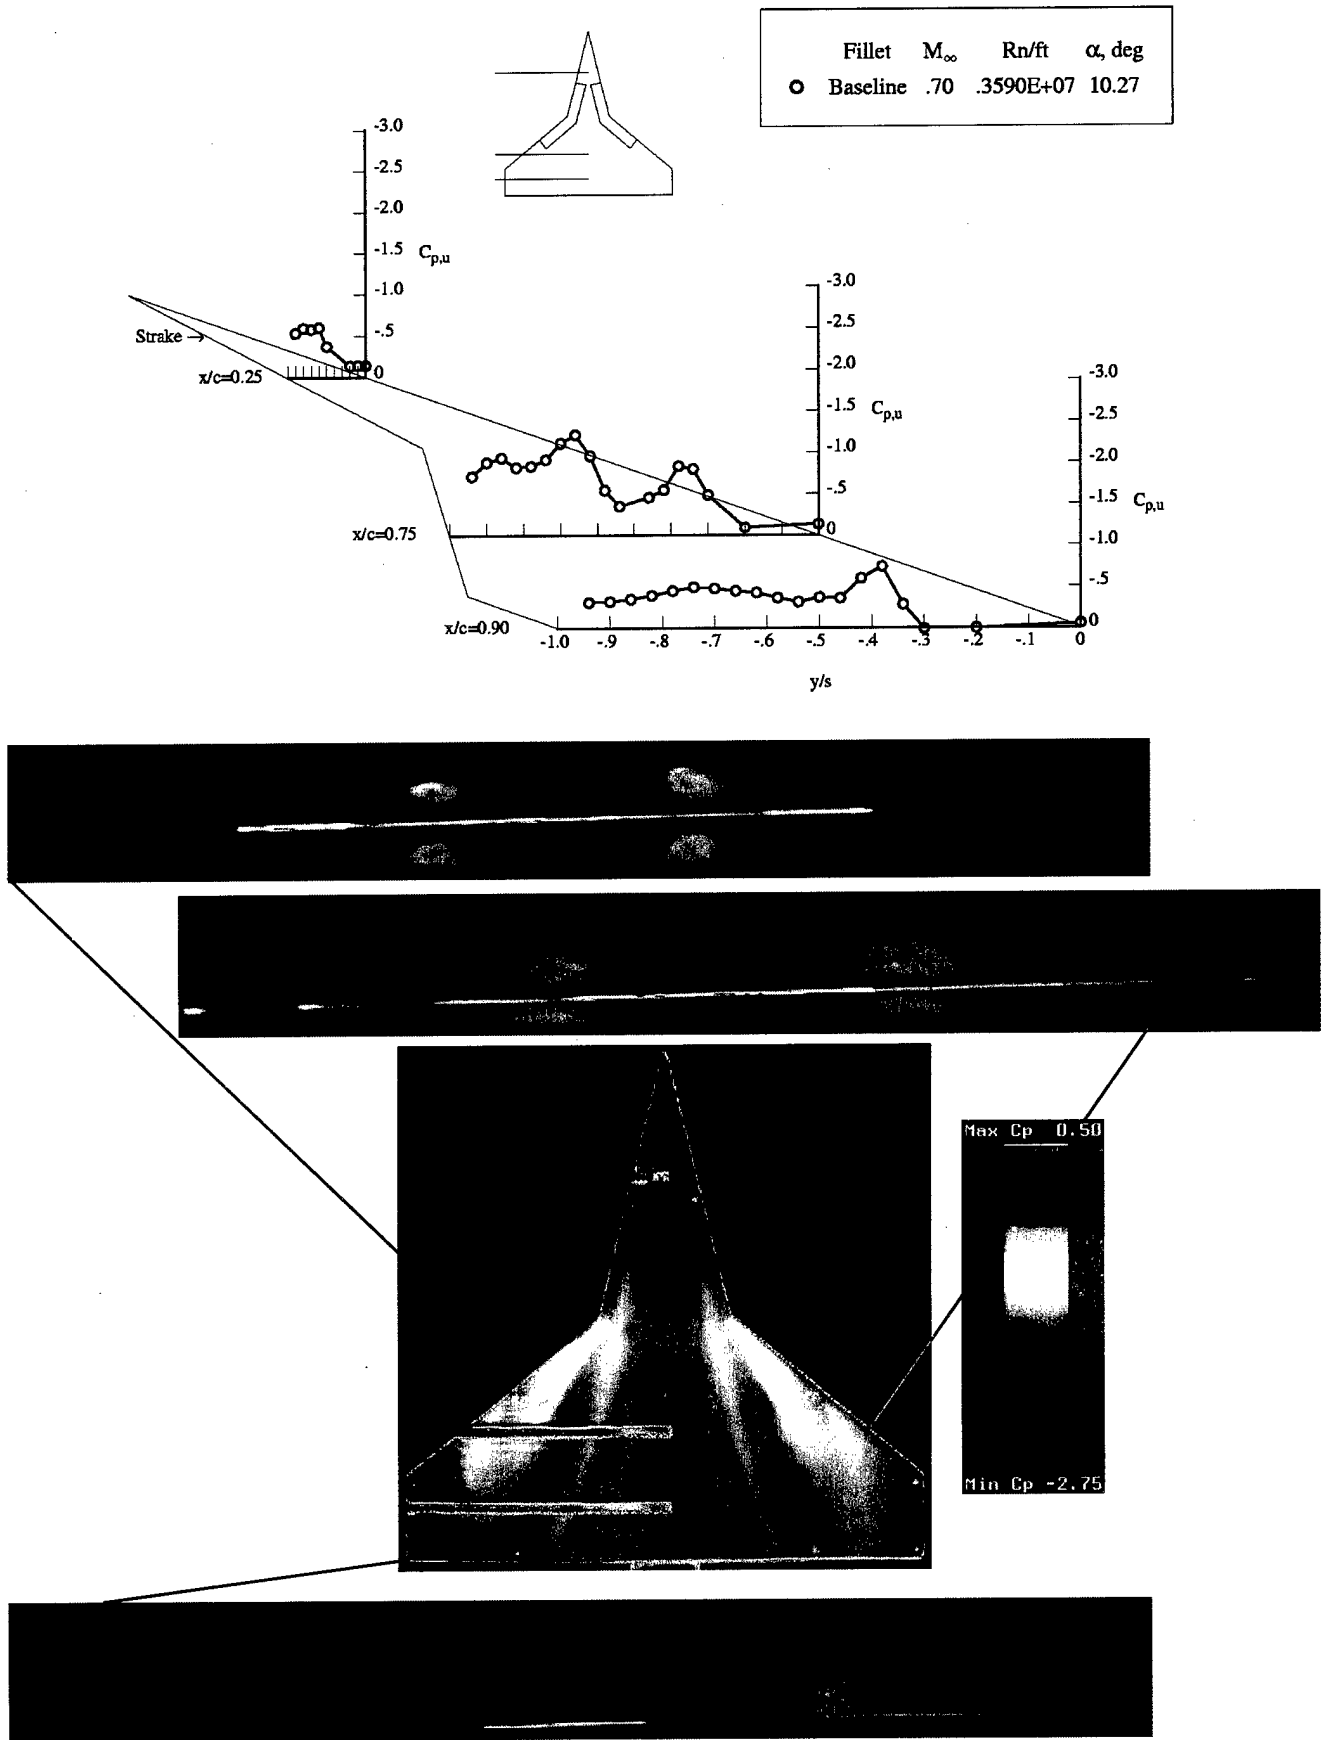 Fillet M∞ Rn/ft α, deg
Baseline .70 .3590E+07 10.27
-3.0
-2.5
-2.0
-1.5
Cp,u
-1.0
-.5
0
Strake →
x/c=0.25
-3.0
-2.5
-2.0
-1.5
Cp,u
-1.0
-.5
0
x/c=0.75
-3.0
-2.5
-2.0
-1.5
Cp,u
-1.0
-.5
0
x/c=0.90
-1.0 -.9 -.8 -.7 -.6 -.5 -.4 -.3 -.2 -.1 0
y/s
Max Cp 0.50
Min Cp -2.75